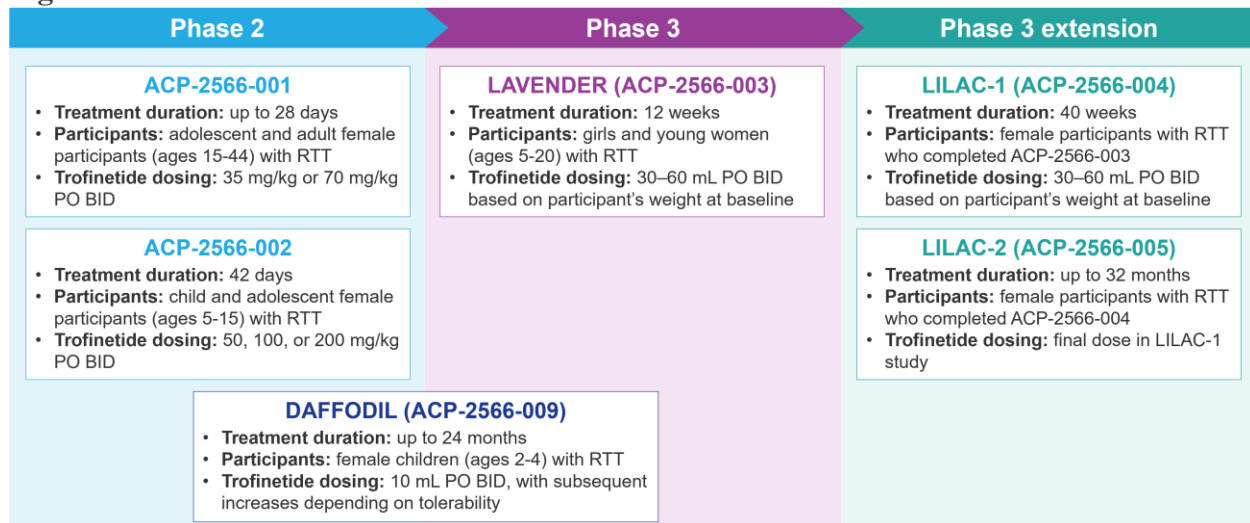 Phase 2
Phase 3
Phase 3 extension
ACP-2566-001
• Treatment duration: up to 28 days
• Participants: adolescent and adult female
participants (ages 15-44) with RTT
• Trofinetide dosing: 35 mg/kg or 70 mg/kg
PO BID
ACP-2566-002
• Treatment duration: 42 days
• Participants: child and adolescent female
participants (ages 5-15) with RTT
• Trofinetide dosing: 50, 100, or 200 mg/kg
PO BID
LAVENDER (ACP-2566-003)
• Treatment duration: 12 weeks
• Participants: girls and young women
(ages 5-20) with RTT
• Trofinetide dosing: 30–60 mL PO BID
based on participant's weight at baseline
LILAC-1 (ACP-2566-004)
• Treatment duration: 40 weeks
• Participants: female participants with RTT
who completed ACP-2566-003
• Trofinetide dosing: 30–60 mL PO BID
based on participant's weight at baseline
LILAC-2 (ACP-2566-005)
• Treatment duration: up to 32 months
• Participants: female participants with RTT
who completed ACP-2566-004
• Trofinetide dosing: final dose in LILAC-1
study
DAFFODIL (ACP-2566-009)
• Treatment duration: up to 24 months
• Participants: female children (ages 2-4) with RTT
• Trofinetide dosing: 10 mL PO BID, with subsequent
increases depending on tolerability